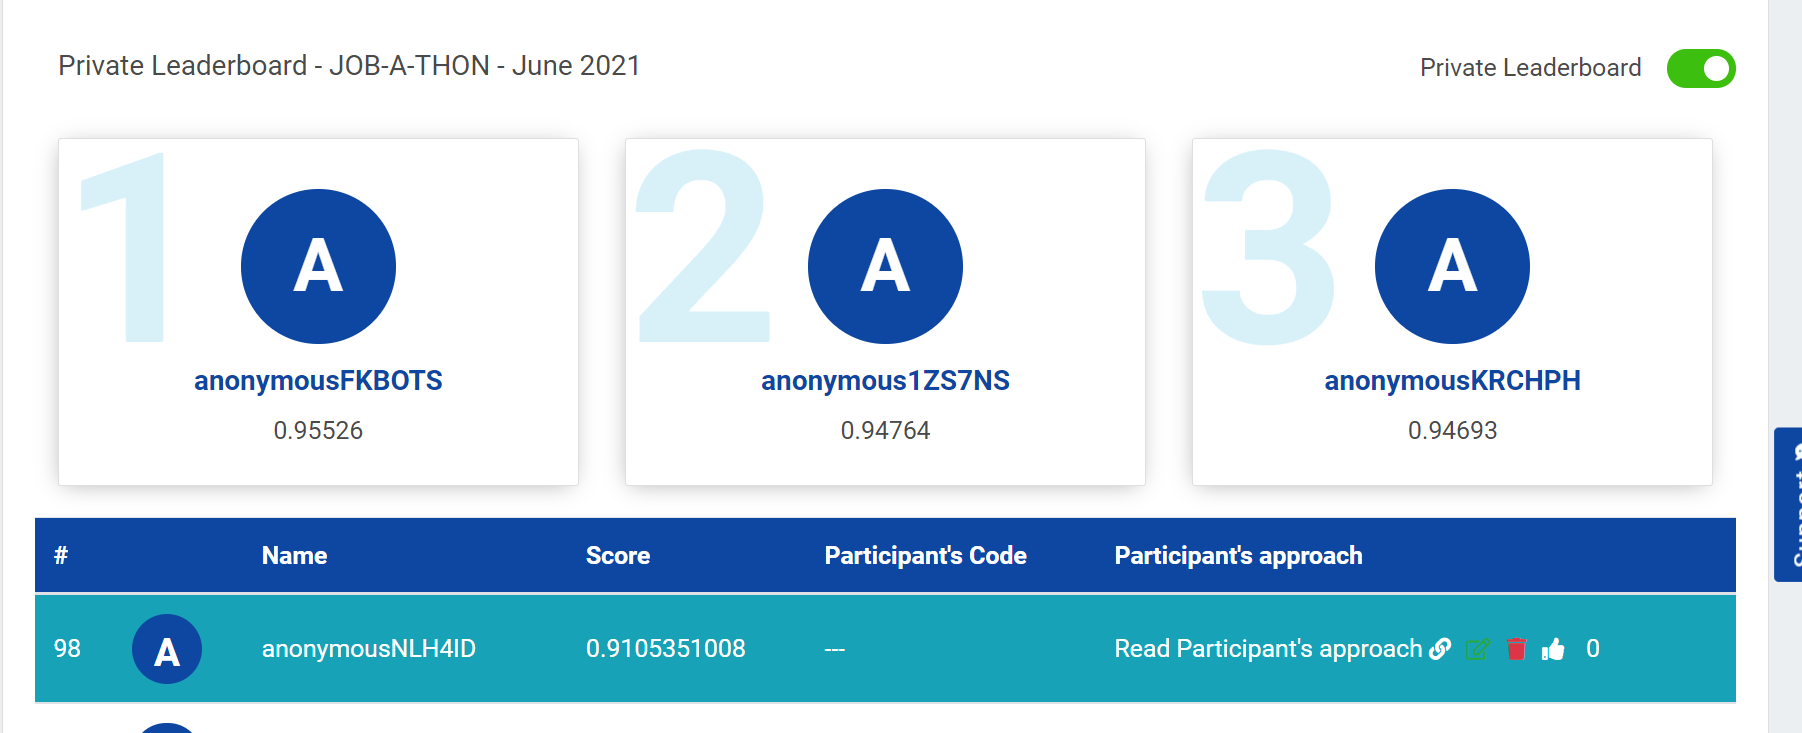 Private Leaderboard - JOB-A-THON - June 2021
Private Leaderboard
1
A
anonymousFKBOTS
0.95526
2
A
anonymous1ZS7NS
0.94764
3
A
anonymousKRCHPH
0.94693
Support
# Name Score Participant's Code Participant's approach
98 A anonymousNLH4ID 0.9105351008 --- Read Participant's approach 0